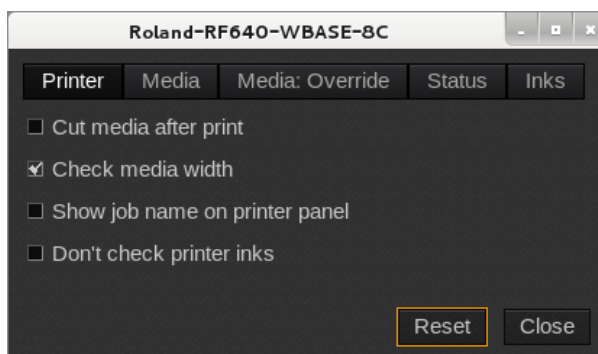 Roland-RF640-WBASE-8C
Printer Media Media: Override Status Inks
Cut media after print
Check media width
Show job name on printer panel
Don't check printer inks
Reset Close